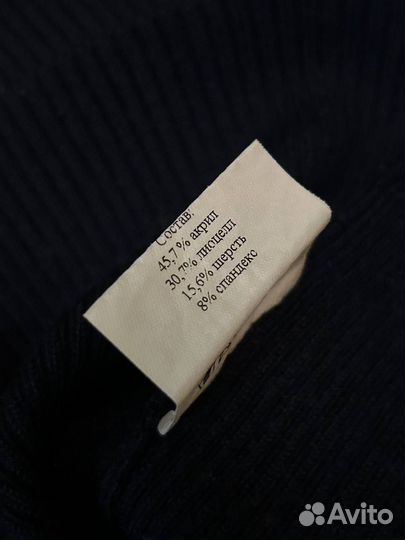 Состав:
45,7% акрил
30,7% лиоцелл
15,6% шерсть
8% спандекс
Avito